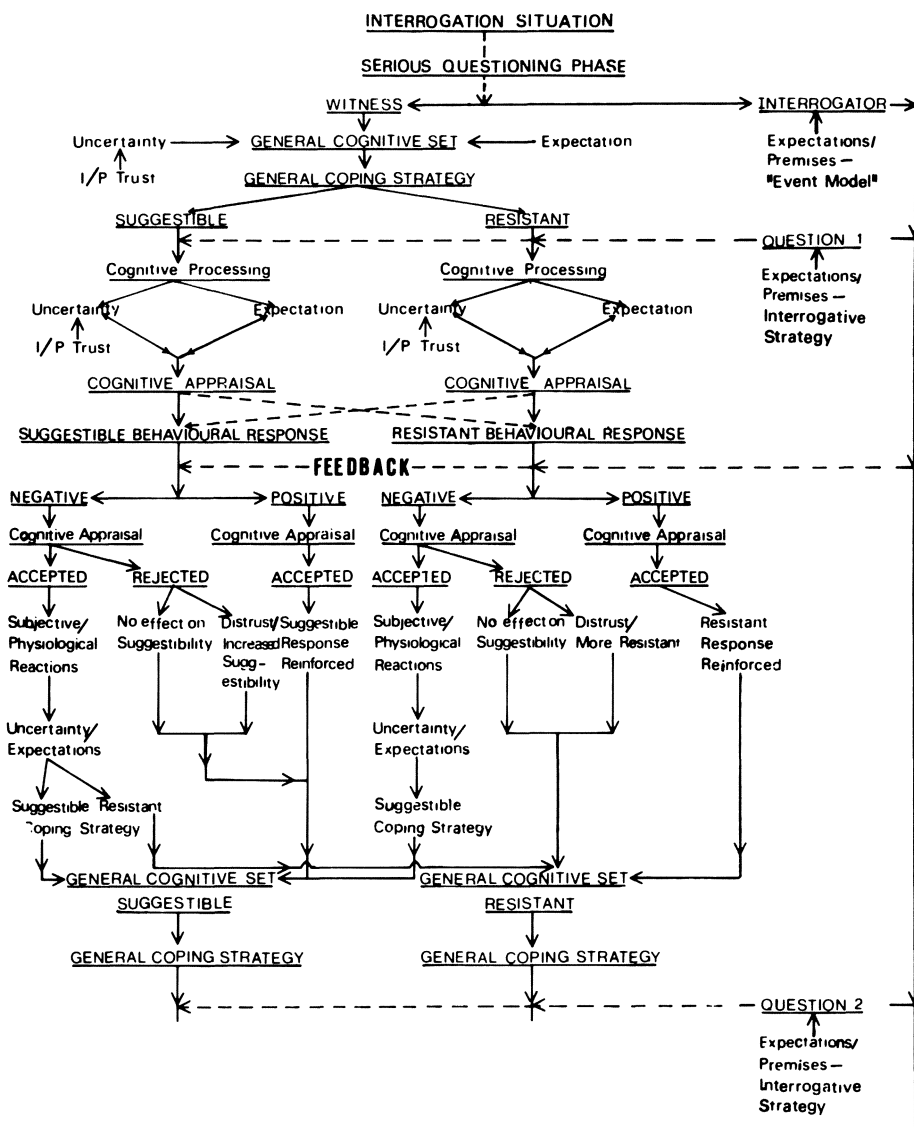 INTERROGATION SITUATION
SERIOUS QUESTIONING PHASE
WITNESS
INTERROGATOR
Uncertainty
GENERAL COGNITIVE SET
Expectation
Expectations/
Premises –
"Event Model"
I/P Trust
GENERAL COPING STRATEGY
SUGGESTIBLE
RESISTANT
QUESTION 1
Cognitive Processing
Cognitive Processing
Expectations/
Premises –
Interrogative
Strategy
Uncertainty
Expectation
Uncertainty
Expectation
I/P Trust
I/P Trust
COGNITIVE APPRAISAL
COGNITIVE APPRAISAL
SUGGESTIBLE BEHAVIOURAL RESPONSE
RESISTANT BEHAVIOURAL RESPONSE
FEEDBACK
NEGATIVE
POSITIVE
NEGATIVE
POSITIVE
Cognitive Appraisal
Cognitive Appraisal
Cognitive Appraisal
Cognitive Appraisal
ACCEPTED
REJECTED
ACCEPTED
ACCEPTED
REJECTED
ACCEPTED
Subjective/
Physiological
Reactions
No effect on
Suggestibility
Distrust/
Increased
Sugg-
estibility
Suggestible
Response
Reinforced
Subjective/
Physiological
Reactions
No effect on
Suggestibility
Distrust/
More Resistant
Resistant
Response
Reinforced
Uncertainty/
Expectations
Uncertainty/
Expectations
Suggestible Resistant
Coping Strategy
Suggestible
Coping Strategy
GENERAL COGNITIVE SET
GENERAL COGNITIVE SET
SUGGESTIBLE
RESISTANT
GENERAL COPING STRATEGY
GENERAL COPING STRATEGY
QUESTION 2
Expectations/
Premises –
Interrogative
Strategy